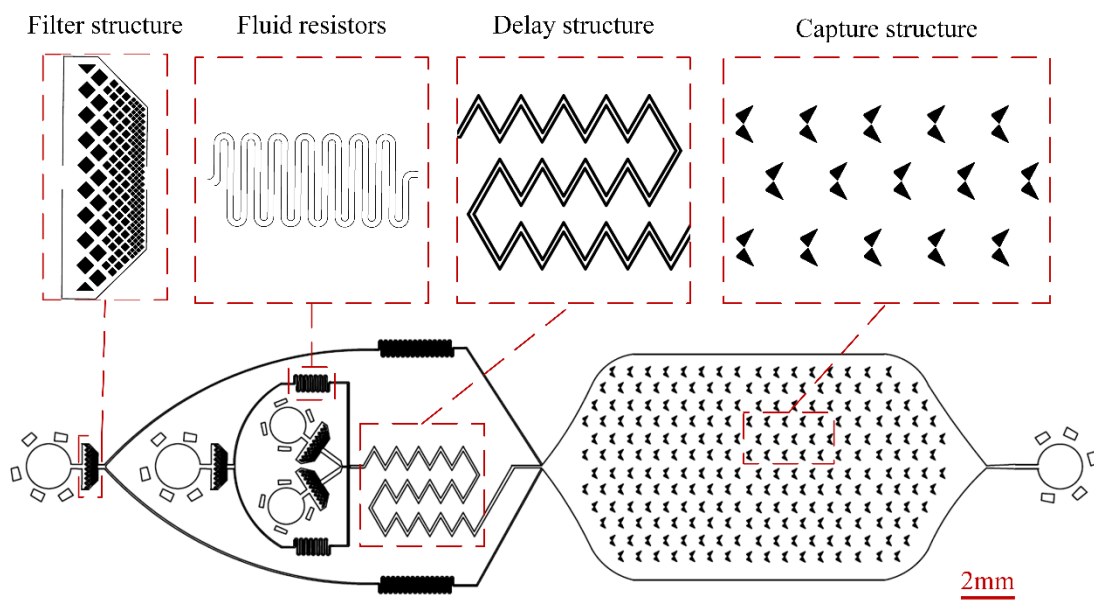 Filter structure
Fluid resistors
Delay structure
Capture structure
2mm